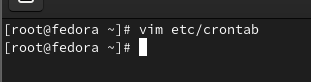 [root@fedora /]# vim etc/crontab
[root@fedora /]#